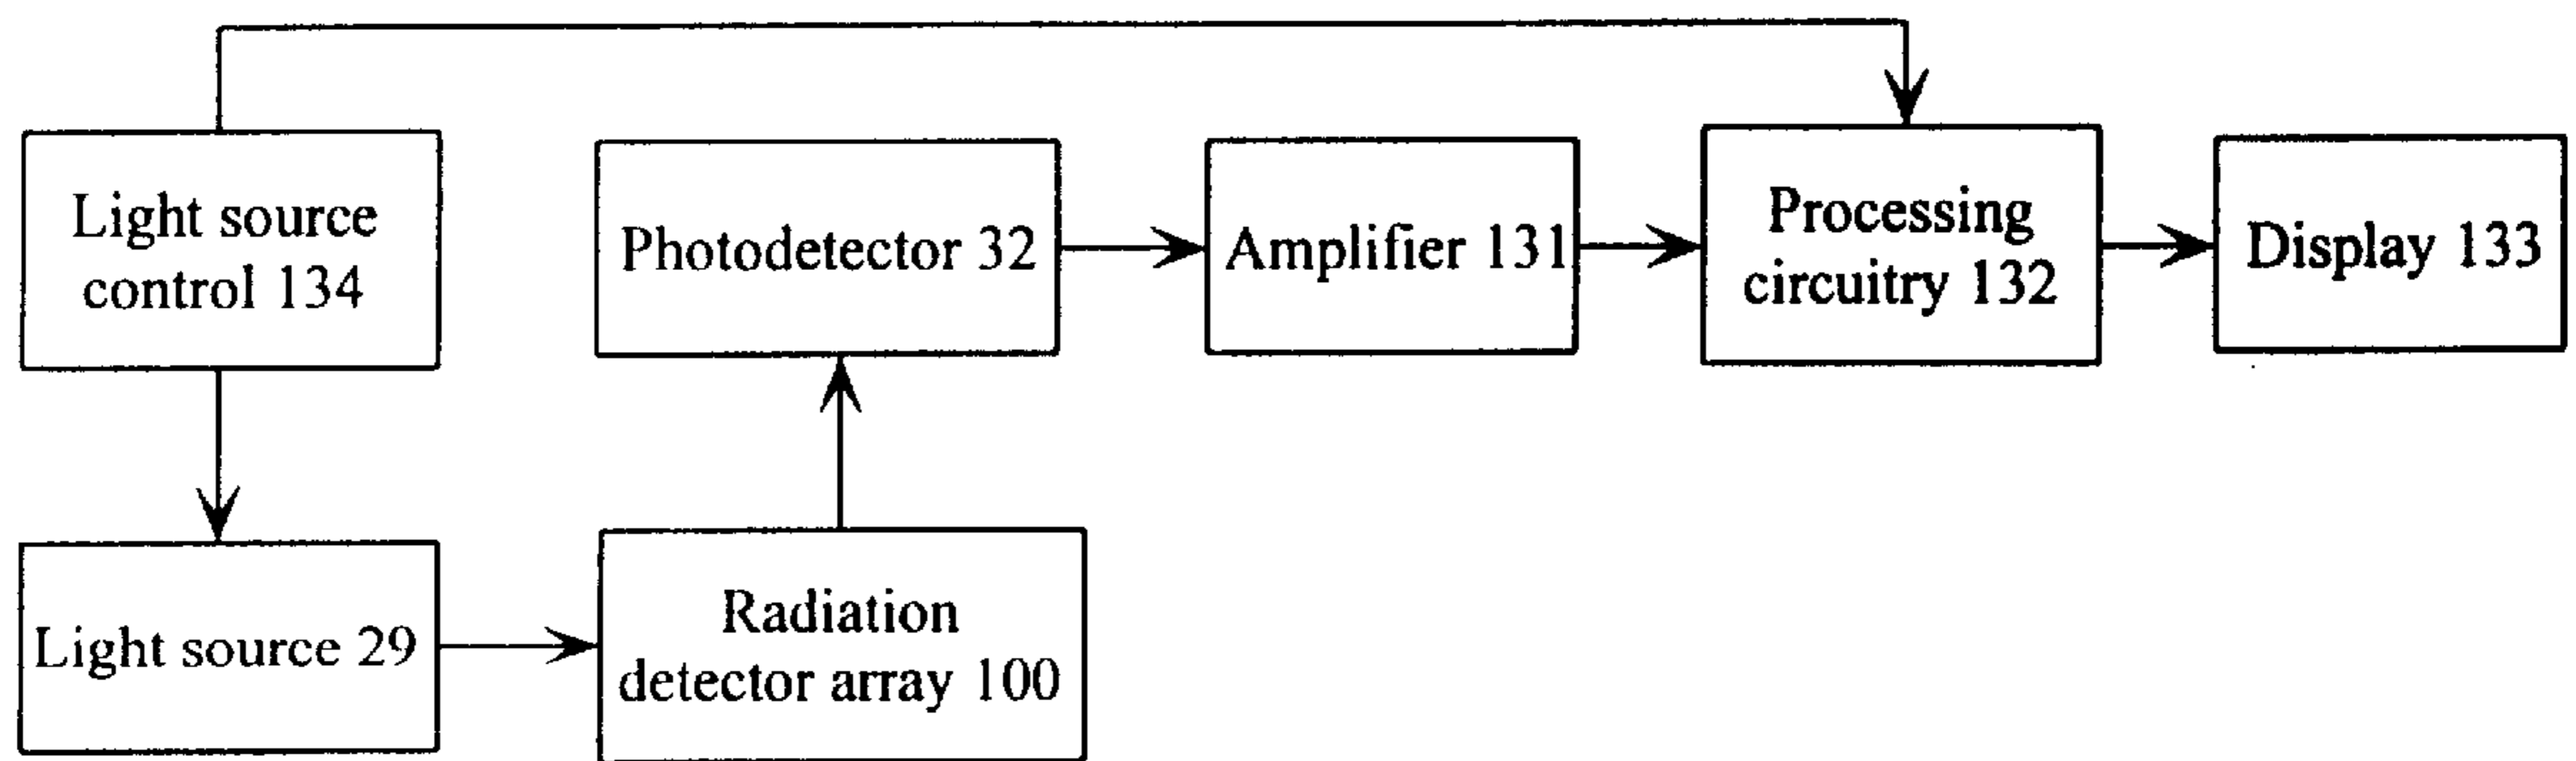 Light source
control 134
Photodetector 32
Amplifier 131
Processing
circuitry 132
Display 133
Light source 29
Radiation
detector array 100